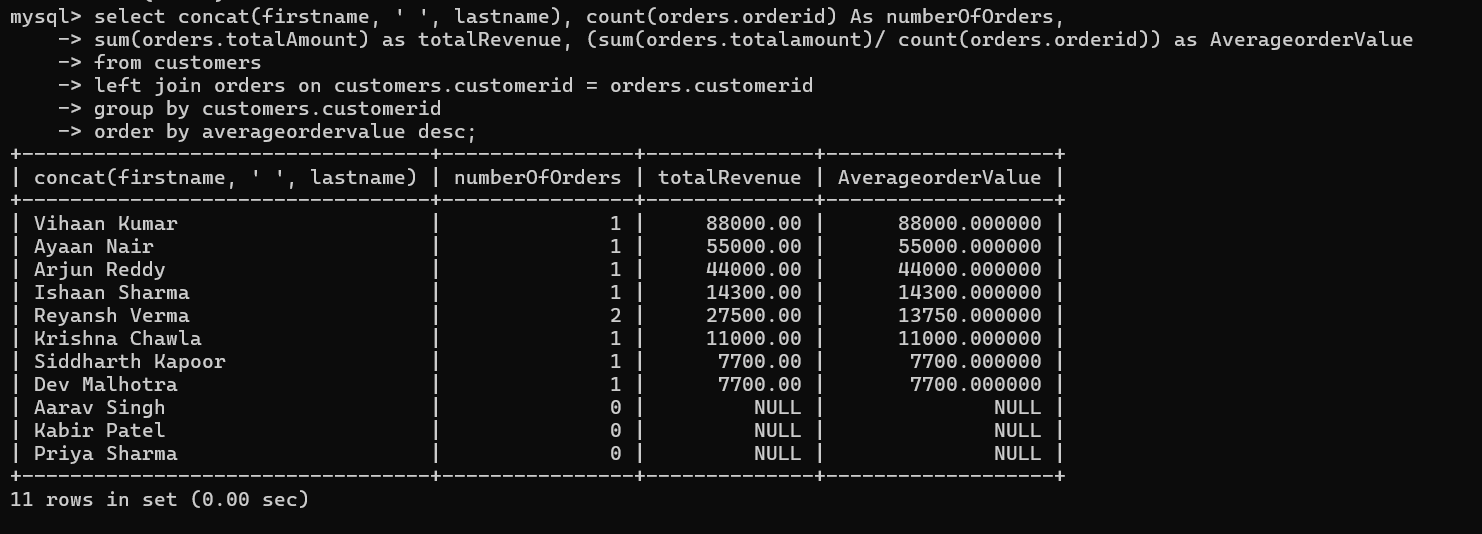 mysql> select concat(firstname, ' ', lastname), count(orders.orderid) As numberOfOrders,
    -> sum(orders.totalAmount) as totalRevenue, (sum(orders.totalamount)/ count(orders.orderid)) as AverageorderValue
    -> from customers
    -> left join orders on customers.customerid = orders.customerid
    -> group by customers.customerid
    -> order by averageordervalue desc;
+----------------------------------+----------------+--------------+-------------------+
| concat(firstname, ' ', lastname) | numberOfOrders | totalRevenue | AverageorderValue |
+----------------------------------+----------------+--------------+-------------------+
| Vihaan Kumar                     |              1 |     88000.00 |      88000.000000 |
| Ayaan Nair                       |              1 |     55000.00 |      55000.000000 |
| Arjun Reddy                      |              1 |     44000.00 |      44000.000000 |
| Ishaan Sharma                    |              1 |     14300.00 |      14300.000000 |
| Reyansh Verma                    |              2 |     27500.00 |      13750.000000 |
| Krishna Chawla                   |              1 |     11000.00 |      11000.000000 |
| Siddharth Kapoor                 |              1 |      7700.00 |       7700.000000 |
| Dev Malhotra                     |              1 |      7700.00 |       7700.000000 |
| Aarav Singh                      |              0 |         NULL |              NULL |
| Kabir Patel                      |              0 |         NULL |              NULL |
| Priya Sharma                     |              0 |         NULL |              NULL |
+----------------------------------+----------------+--------------+-------------------+
11 rows in set (0.00 sec)